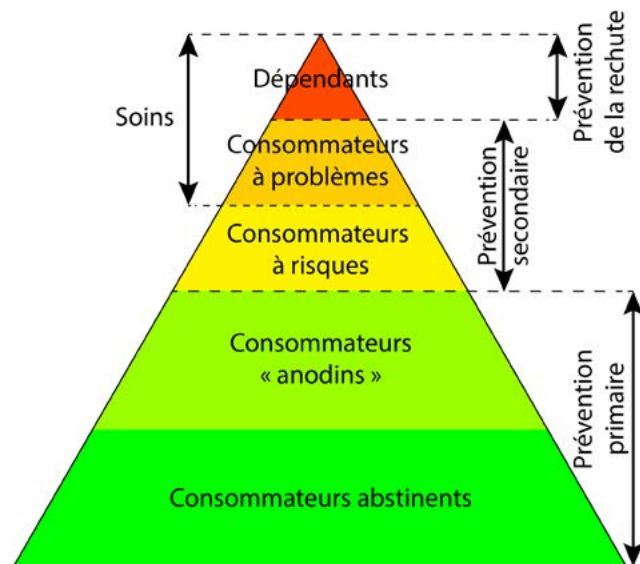 Dépendants
Soins
Prévention
de la rechute
Consommateurs
à problèmes
Prévention
secondaire
Consommateurs
à risques
Consommateurs
« anodins »
Prévention
primaire
Consommateurs abstinents